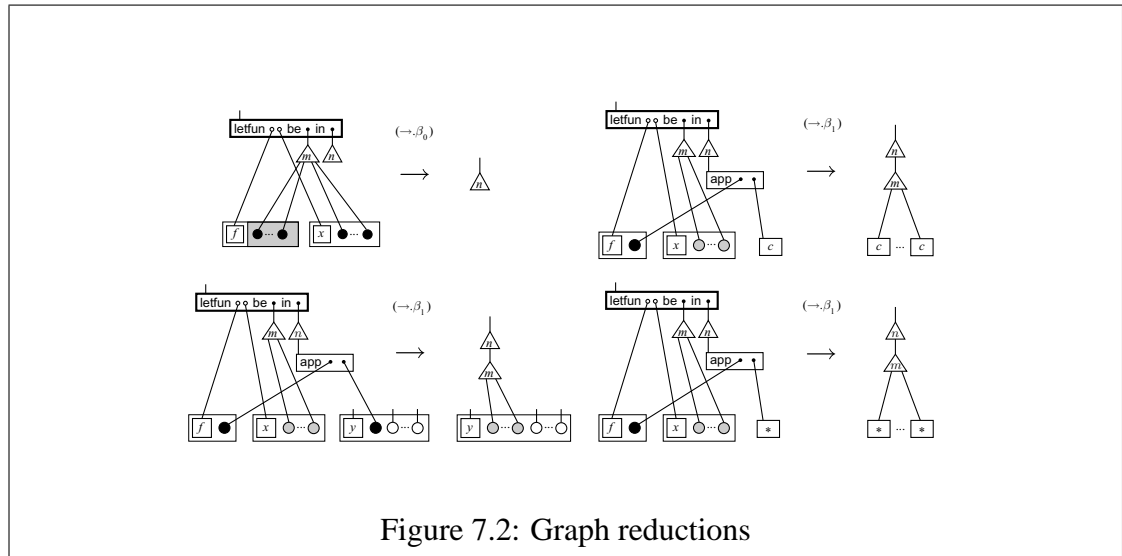 letfun be in
m n
(→.β₀)
→
n
f ... x ...
letfun be in
m n
app
(→.β₁)
→
n
m
f x ... c
c ... c
letfun be in
m n
app
(→.β₁)
→
n
m
f x ... y ... ...
y ... ...
letfun be in
m n
app
(→.β₁)
→
n
m
f x ... *
* ... *
Figure 7.2: Graph reductions